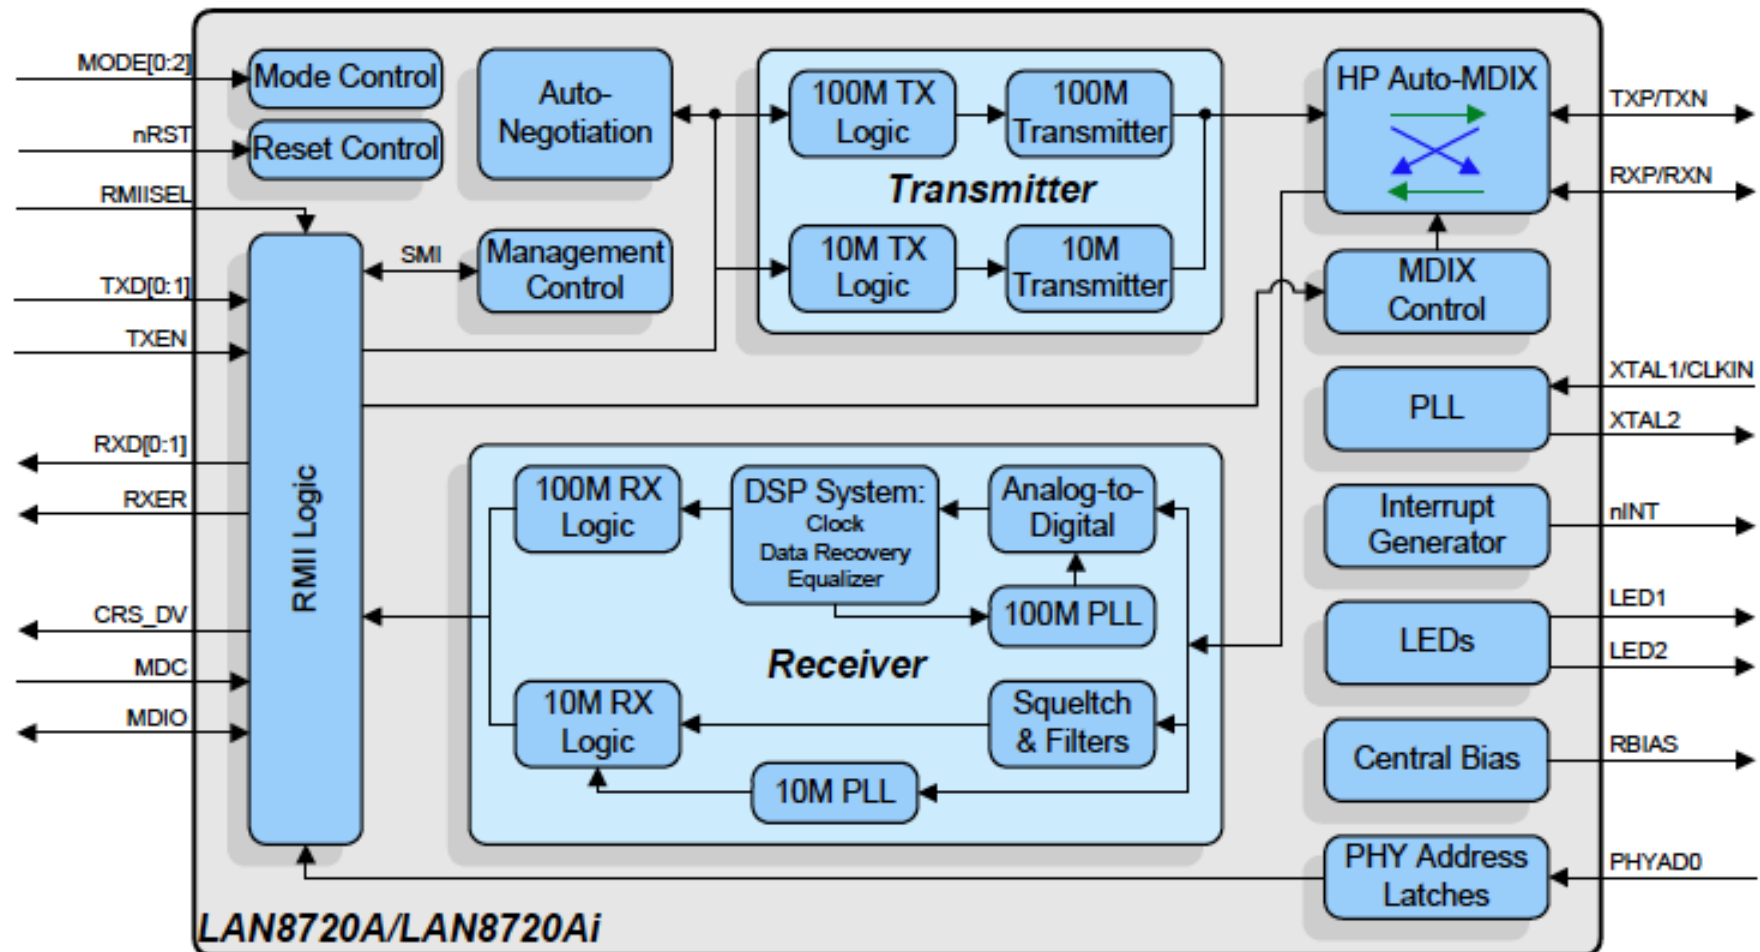 MODE[0:2]
nRST
RMIISEL
TXD[0:1]
TXEN
RXD[0:1]
RXER
CRS_DV
MDC
MDIO
Mode Control
Reset Control
RMII Logic
Auto-
Negotiation
SMI
Management
Control
100M TX
Logic
100M
Transmitter
Transmitter
10M TX
Logic
10M
Transmitter
100M RX
Logic
DSP System:
Clock
Data Recovery
Equalizer
Analog-to-
Digital
100M PLL
Receiver
10M RX
Logic
Squeltch
& Filters
10M PLL
HP Auto-MDIX
MDIX
Control
PLL
Interrupt
Generator
LEDs
Central Bias
PHY Address
Latches
TXP/TXN
RXP/RXN
XTAL1/CLKIN
XTAL2
nINT
LED1
LED2
RBIAS
PHYAD0
LAN8720A/LAN8720Ai